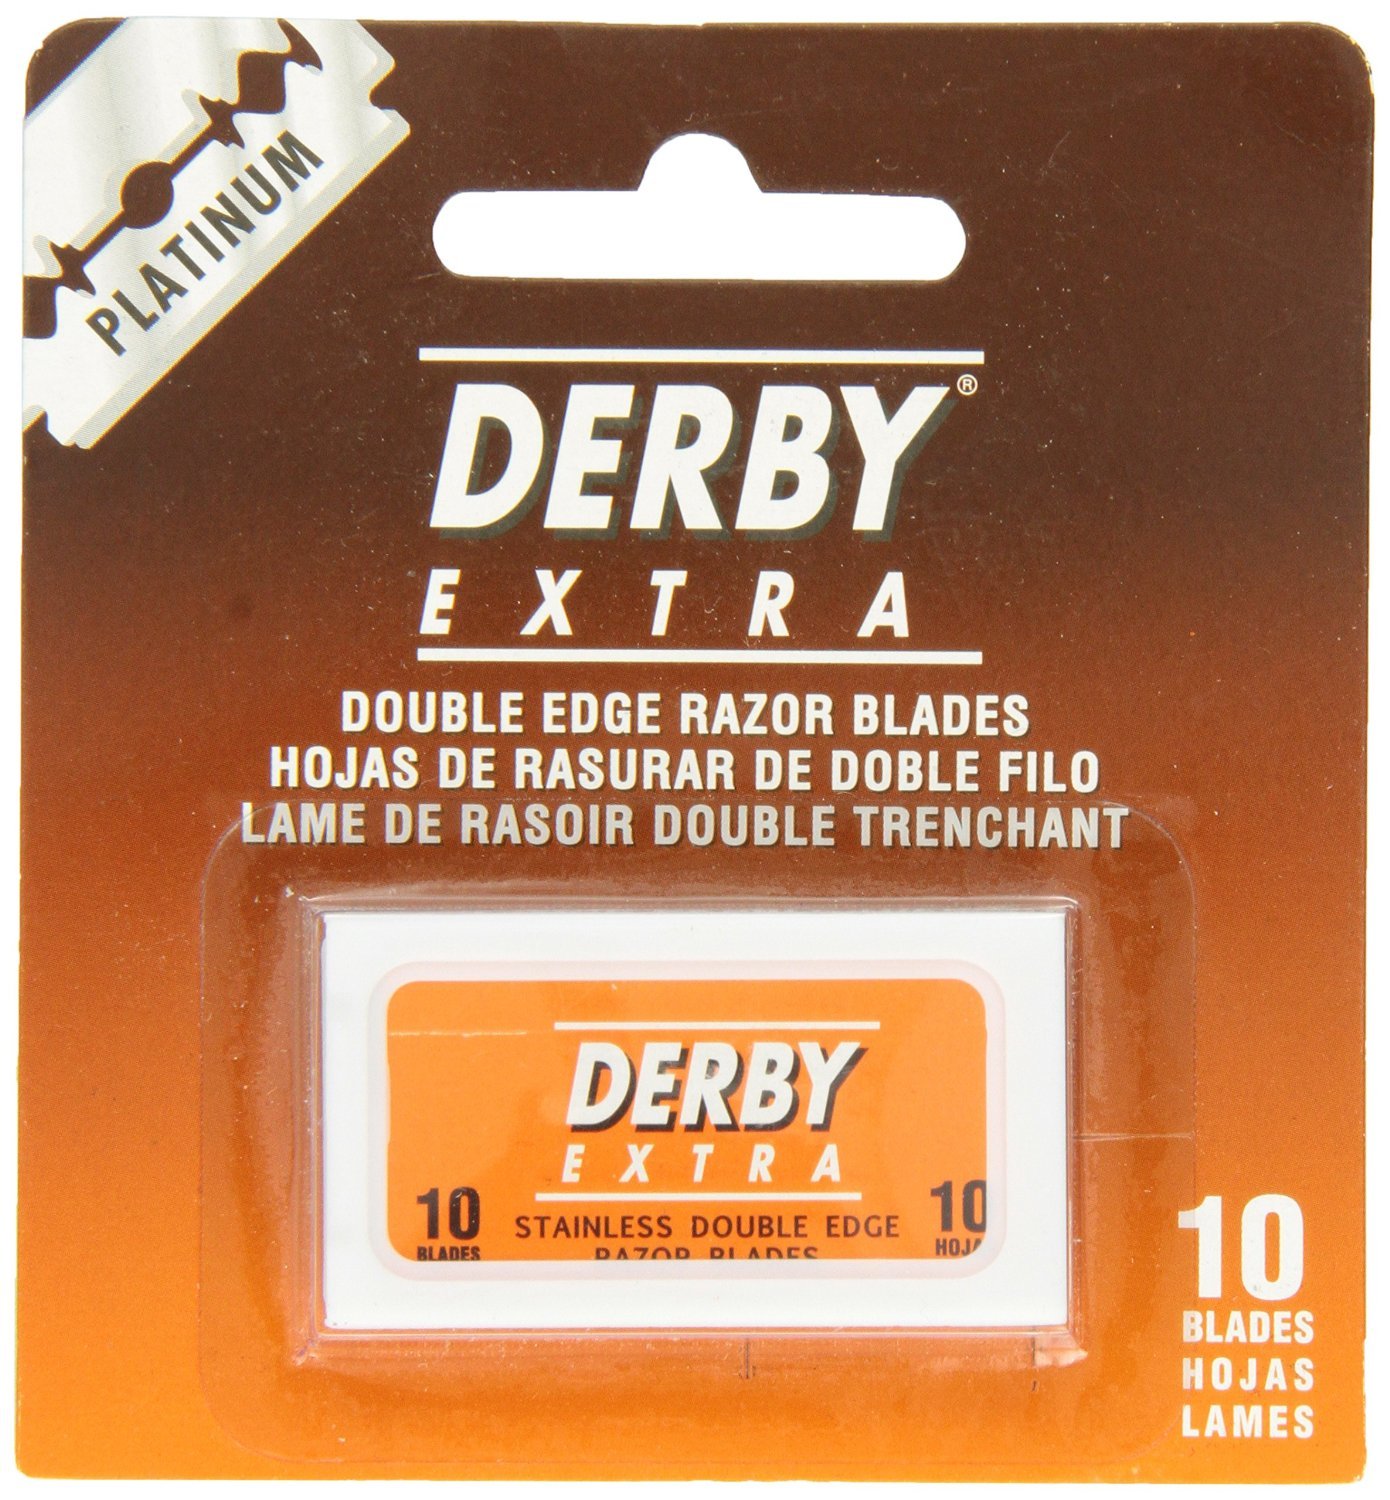 PLATINUM
DERBY®
EXTRA
DOUBLE EDGE RAZOR BLADES
HOJAS DE RASURAR DE DOBLE FILO
LAME DE RASOIR DOUBLE TRENCHANT
DERBY
EXTRA
10
BLADES
STAINLESS DOUBLE EDGE
RAZOR BLADES
10
HOJA
10
BLADES
HOJAS
LAMES